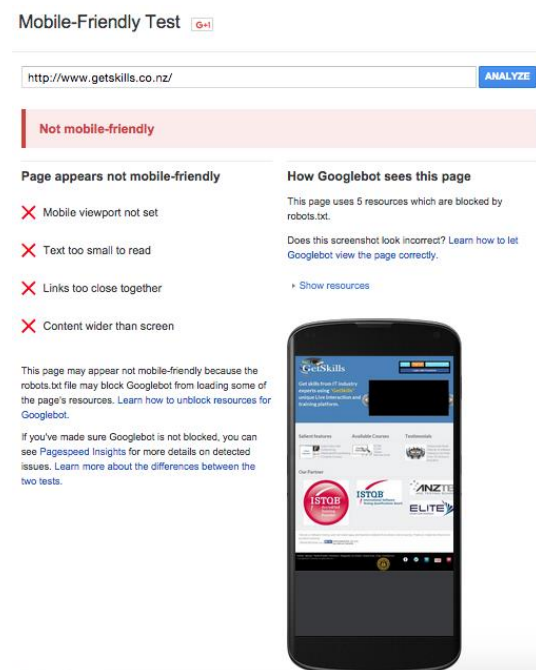 Mobile-Friendly Test
G+1
http://www.getskills.co.nz/
ANALYZE
Not mobile-friendly
Page appears not mobile-friendly
Mobile viewport not set
Text too small to read
Links too close together
Content wider than screen
This page may appear not mobile-friendly because the
robots.txt file may block Googlebot from loading some of
the page's resources. Learn how to unblock resources for
Googlebot.
If you've made sure Googlebot is not blocked, you can
see Pagespeed Insights for more details on detected
issues. Learn more about the differences between the
two tests.
How Googlebot sees this page
This page uses 5 resources which are blocked by
robots.txt.
Does this screenshot look incorrect? Learn how to let
Googlebot view the page correctly.
Show resources
GetSkills
Get skills from IT Industry
experts using "GetSkills"
unique Live Interaction and
training platform.
Salient Features
Available Courses
Testimonials
Our Partner
ISTQB
ISTQB
ANZTB
ELITE